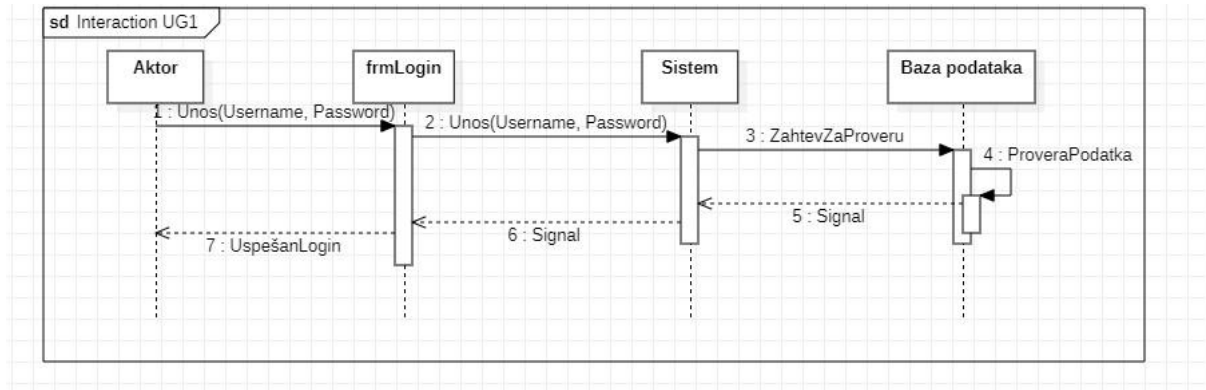 sd Interaction UG1
Aktor
frmLogin
Sistem
Baza podataka
1 : Unos(Username, Password)
2 : Unos(Username, Password)
3 : ZahtevZaProveru
4 : ProveraPodatka
5 : Signal
6 : Signal
7 : UspešanLogin